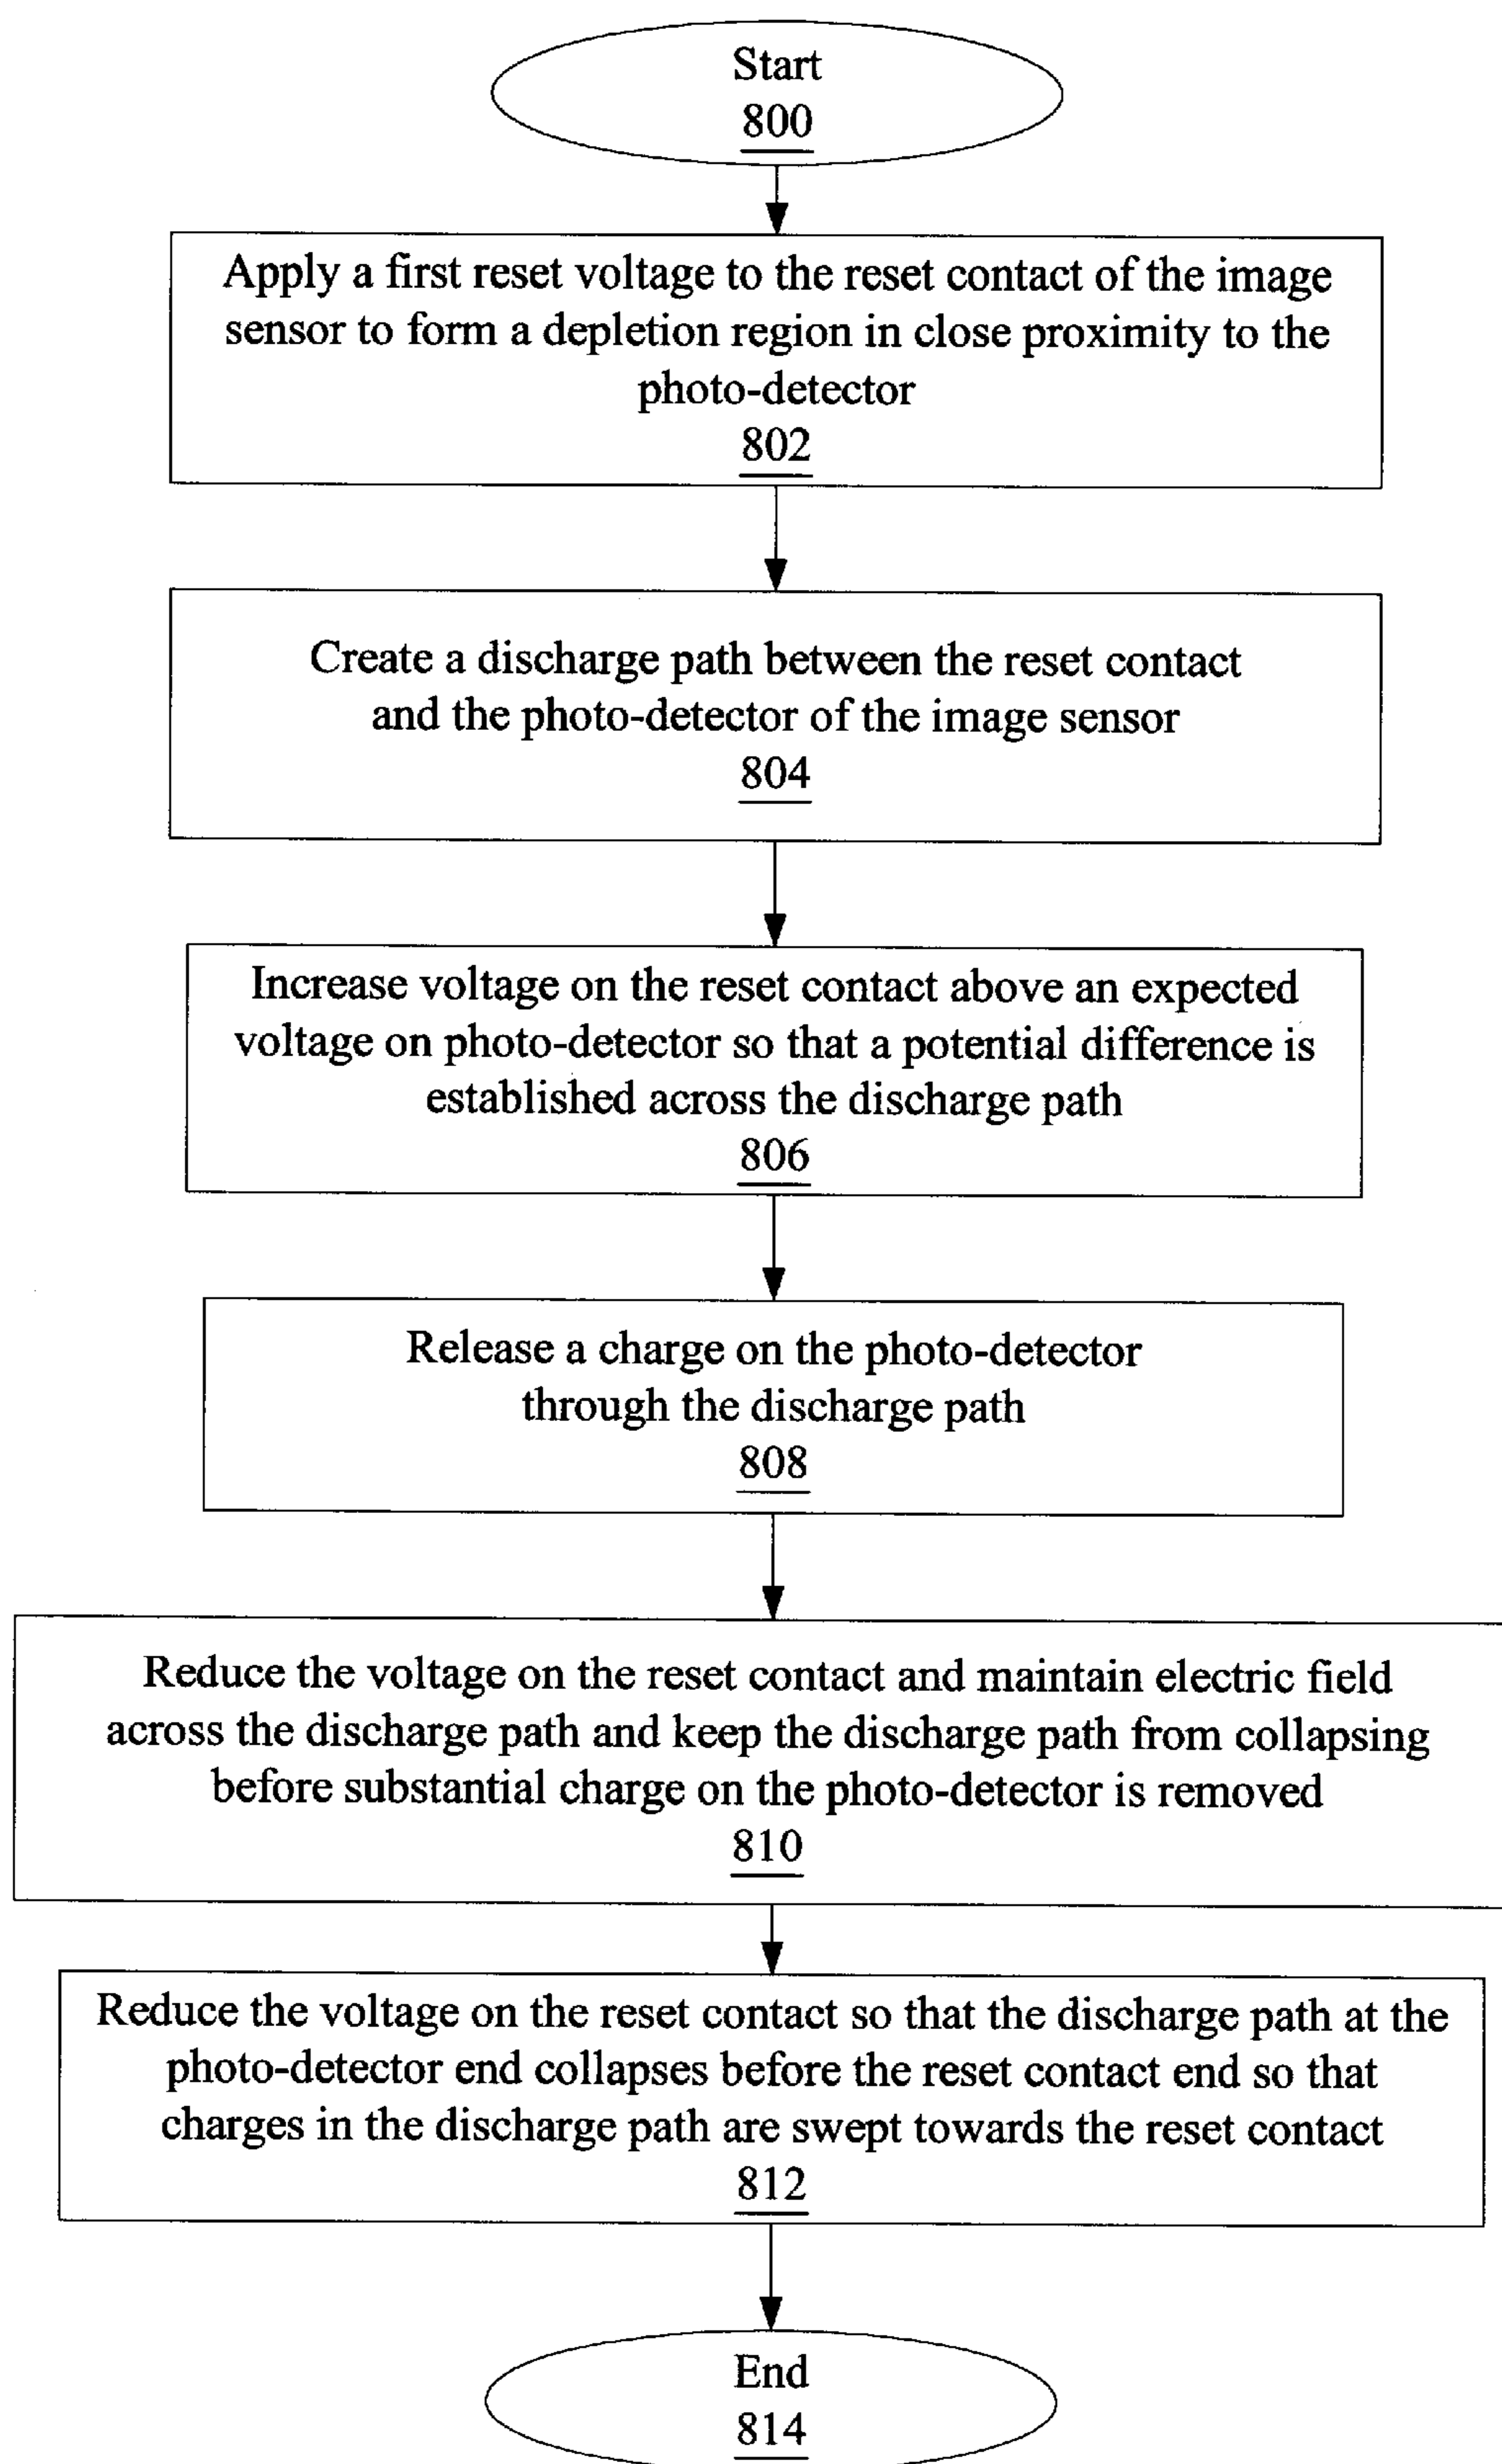 Start
800
Apply a first reset voltage to the reset contact of the image
sensor to form a depletion region in close proximity to the
photo-detector
802
Create a discharge path between the reset contact
and the photo-detector of the image sensor
804
Increase voltage on the reset contact above an expected
voltage on photo-detector so that a potential difference is
established across the discharge path
806
Release a charge on the photo-detector
through the discharge path
808
Reduce the voltage on the reset contact and maintain electric field
across the discharge path and keep the discharge path from collapsing
before substantial charge on the photo-detector is removed
810
Reduce the voltage on the reset contact so that the discharge path at the
photo-detector end collapses before the reset contact end so that
charges in the discharge path are swept towards the reset contact
812
End
814